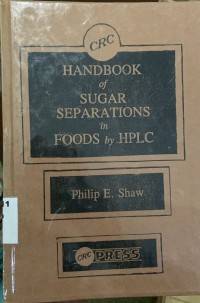 CRC
HANDBOOK
of
SUGAR
SEPARATIONS
in
FOODS by HPLC
Philip E. Shaw
CRC PRESS